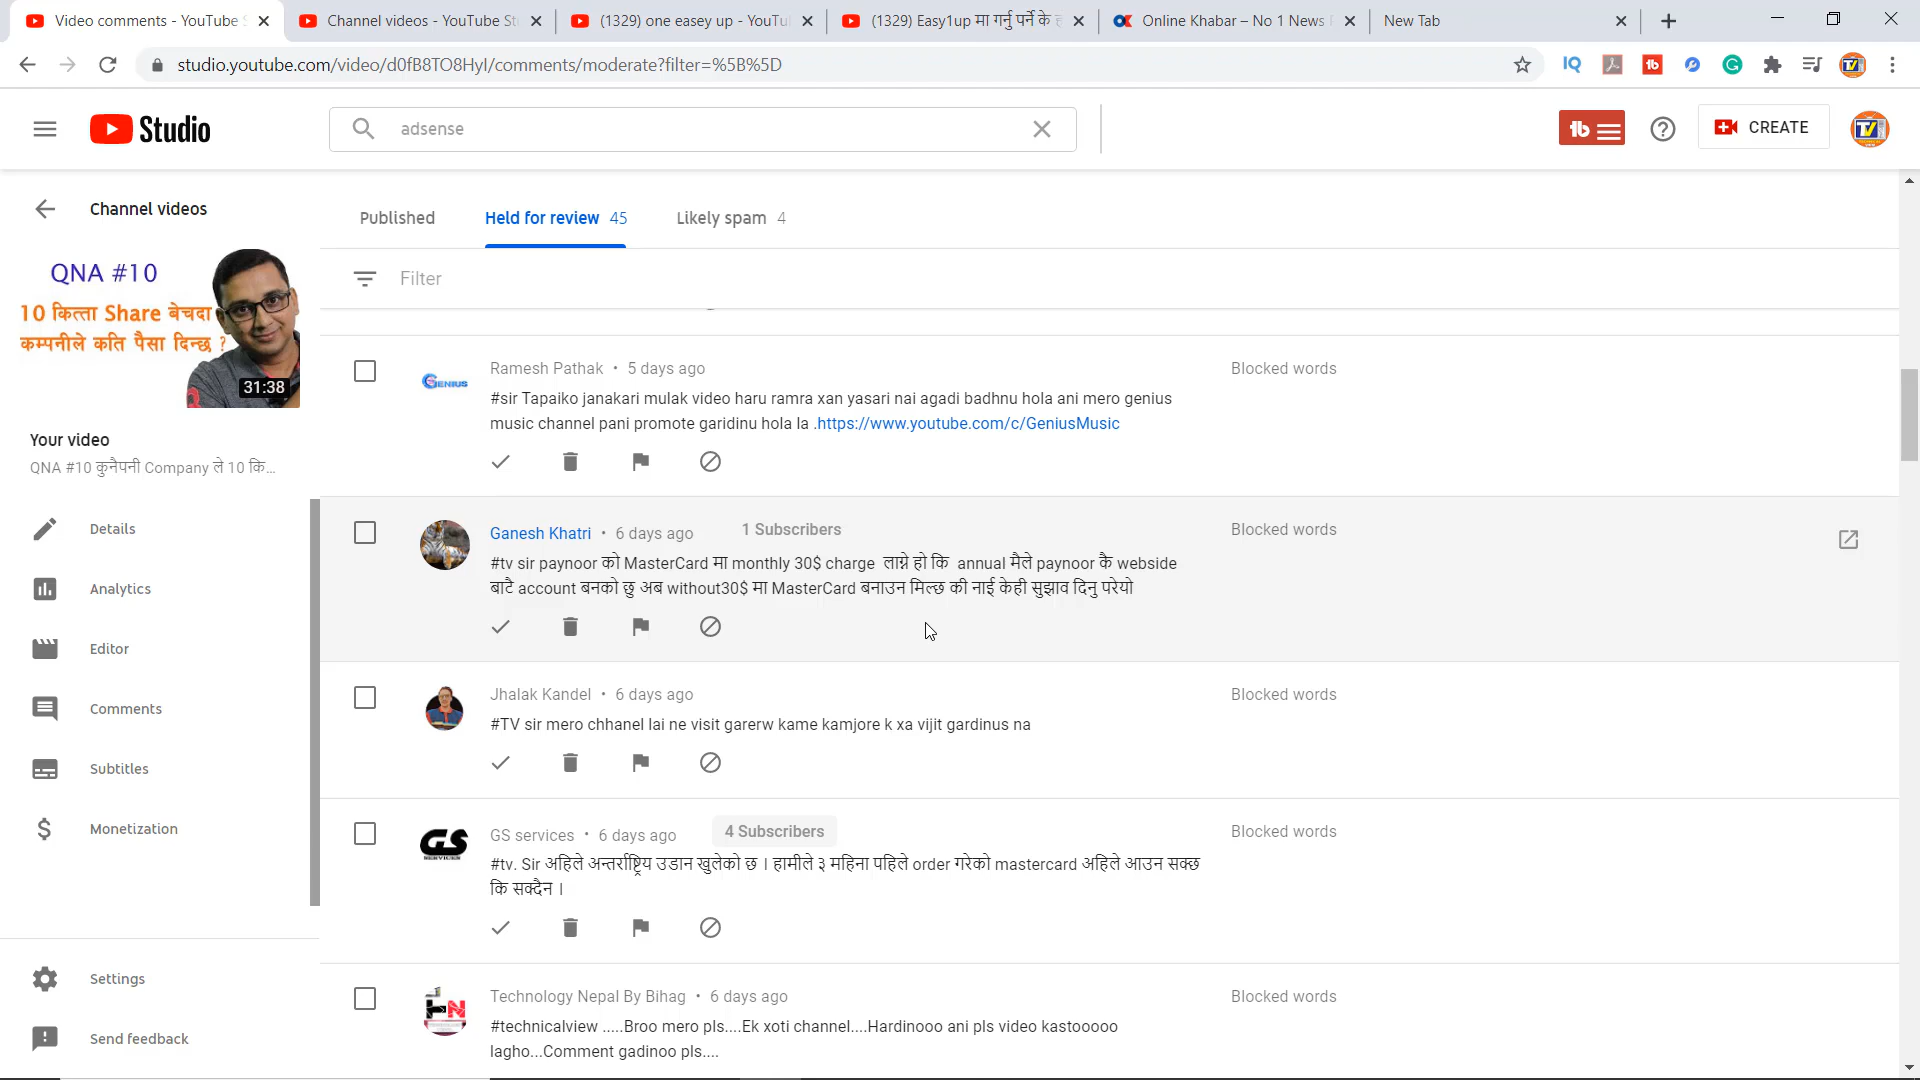 Video comments - YouTube S
Channel videos - YouTube St
(1329) one easey up - YouTu
(1329) Easy1up मा गर्नु पर्ने के
Online Khabar – No 1 News
New Tab
studio.youtube.com/video/d0fB8TO8HyI/comments/moderate?filter=%5B%5D
Studio
adsense
CREATE
Channel videos
QNA #10
10 कित्ता Share बेचदा
कम्पनीले कति पैसा दिन्छ ?
31:38
Your video
QNA #10 कुनैपनी Company ले 10 कि...
Details
Analytics
Editor
Comments
Subtitles
Monetization
Settings
Send feedback
Published
Held for review 45
Likely spam 4
Filter
GENIUS
Ramesh Pathak • 5 days ago
Blocked words
#sir Tapaiko janakari mulak video haru ramra xan yasari nai agadi badhnu hola ani mero genius
music channel pani promote garidinu hola la .https://www.youtube.com/c/GeniusMusic
Ganesh Khatri • 6 days ago
1 Subscribers
Blocked words
#tv sir paynoor को MasterCard मा monthly 30$ charge लाग्ने हो कि annual मैले paynoor कै webside
बाटै account बनको छु अब without30$ मा MasterCard बनाउन मिल्छ की नाई केही सुझाव दिनु परेयो
Jhalak Kandel • 6 days ago
Blocked words
#TV sir mero chhanel lai ne visit garerw kame kamjore k xa vijit gardinus na
GS SERVICES
GS services • 6 days ago
4 Subscribers
Blocked words
#tv. Sir अहिले अन्तर्राष्ट्रिय उडान खुलेको छ । हामीले ३ महिना पहिले order गरेको mastercard अहिले आउन सक्छ
कि सक्दैन ।
Technology Nepal By Bihag • 6 days ago
Blocked words
#technicalview .....Broo mero pls....Ek xoti channel....Hardinooo ani pls video kastooooo
lagho...Comment gadinoo pls....